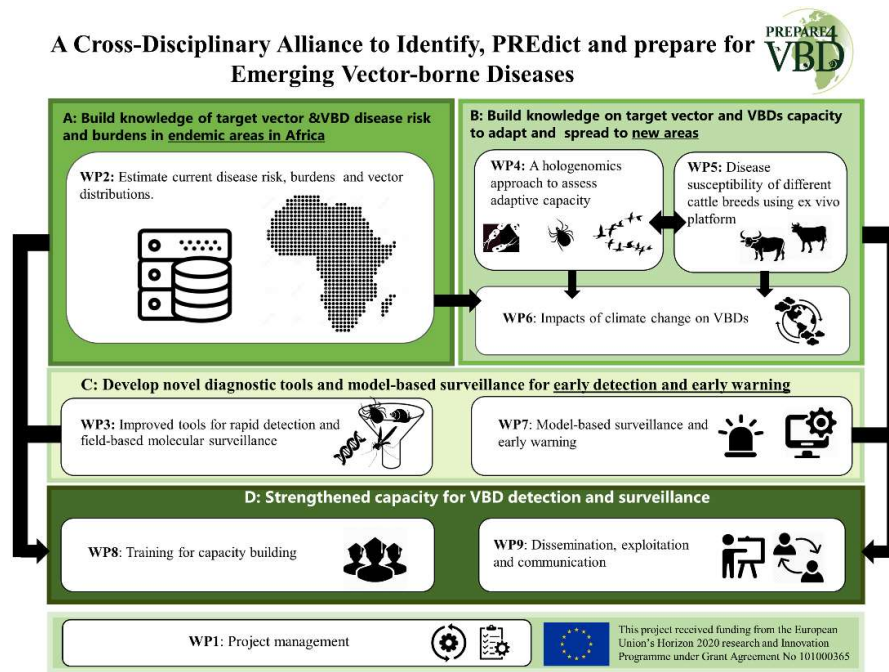 A Cross-Disciplinary Alliance to Identify, PREdict and prepare for
Emerging Vector-borne Diseases
PREPARE4
VBD
A: Build knowledge of target vector &VBD disease risk
and burdens in endemic areas in Africa
WP2: Estimate current disease risk, burdens and vector
distributions.
B: Build knowledge on target vector and VBDs capacity
to adapt and spread to new areas
WP4: A hologenomics
approach to assess
adaptive capacity
WP5: Disease
susceptibility of different
cattle breeds using ex vivo
platform
WP6: Impacts of climate change on VBDs
C: Develop novel diagnostic tools and model-based surveillance for early detection and early warning
WP3: Improved tools for rapid detection and
field-based molecular surveillance
WP7: Model-based surveillance and
early warning
D: Strengthened capacity for VBD detection and surveillance
WP8: Training for capacity building
WP9: Dissemination, exploitation
and communication
WP1: Project management
This project received funding from the European
Union's Horizon 2020 research and Innovation
Programme under Grant Agreement No 101000365